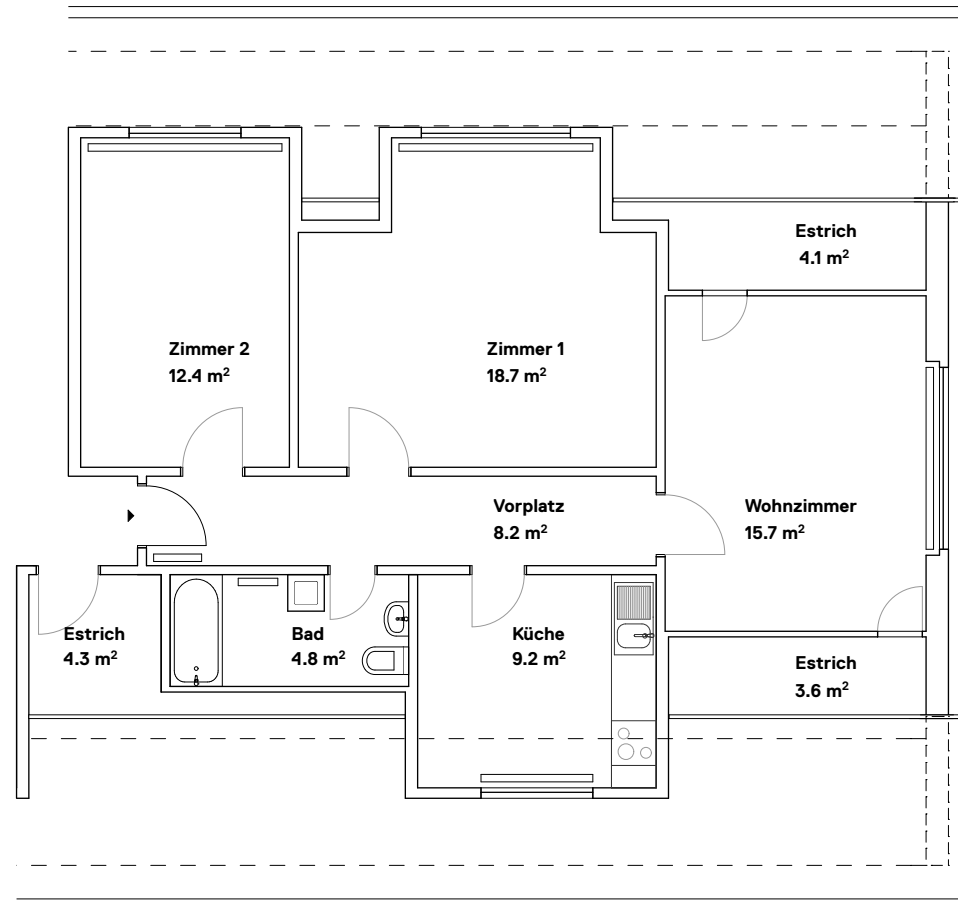 Estrich
4.1 m²
Zimmer 2
12.4 m²
Zimmer 1
18.7 m²
Vorplatz
8.2 m²
Wohnzimmer
15.7 m²
Estrich
4.3 m²
Bad
4.8 m²
Küche
9.2 m²
Estrich
3.6 m²